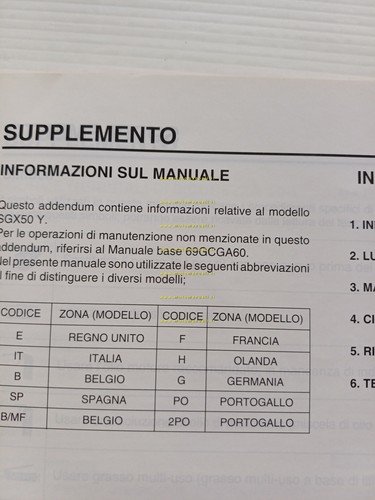 SUPPLEMENTO
INFORMAZIONI SUL MANUALE
Questo addendum contiene informazioni relative al modello
SGX50 Y.
Per le operazioni di manutenzione non menzionate in questo
addendum, riferirsi al Manuale base 69GCGA60.
Nel presente manuale sono utilizzate le seguenti abbreviazioni
al fine di distinguere i diversi modelli;
CODICE ZONA (MODELLO) CODICE ZONA (MODELLO)
E REGNO UNITO F FRANCIA
IT ITALIA H OLANDA
B BELGIO G GERMANIA
SP SPAGNA PO PORTOGALLO
B/MF BELGIO 2PO PORTOGALLO
IN
1. IN
2. LU
3. MA
4. CI
5. RI
6. TE